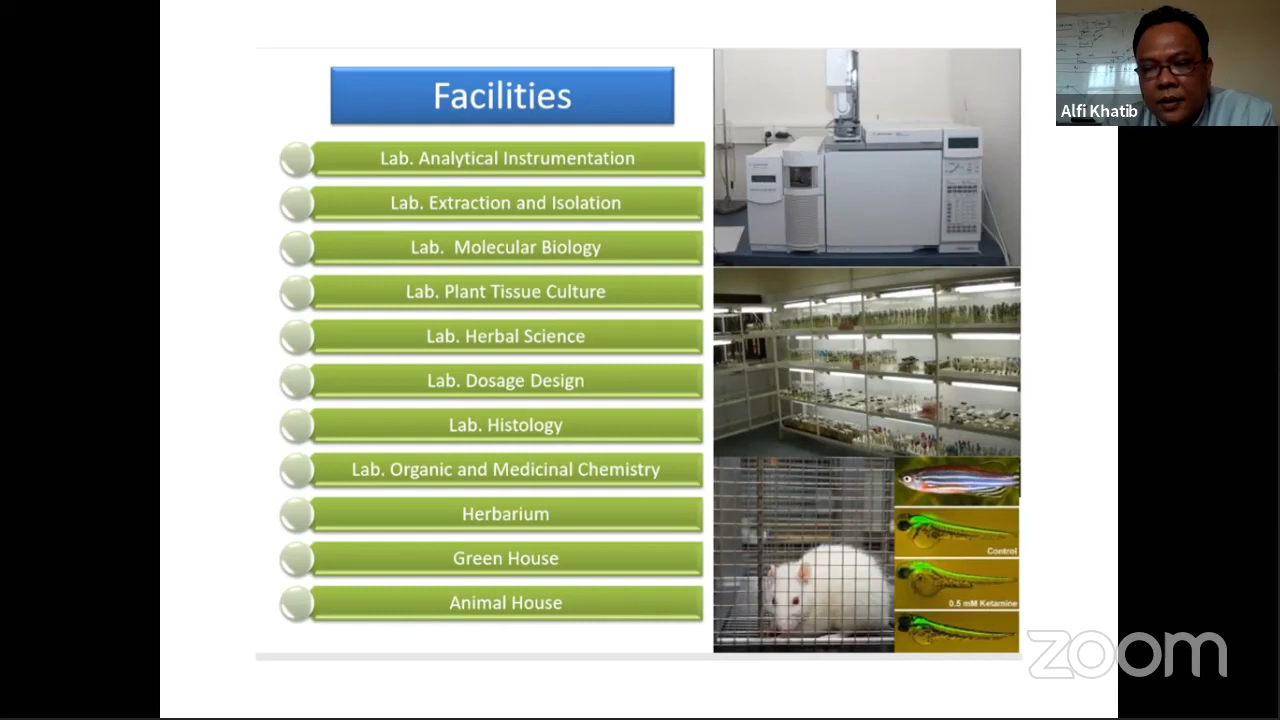 Facilities
Lab. Analytical Instrumentation
Lab. Extraction and Isolation
Lab. Molecular Biology
Lab. Plant Tissue Culture
Lab. Herbal Science
Lab. Dosage Design
Lab. Histology
Lab. Organic and Medicinal Chemistry
Herbarium
Green House
Animal House
Control
0.5 mM Ketamine
Alfi Khatib
zoom